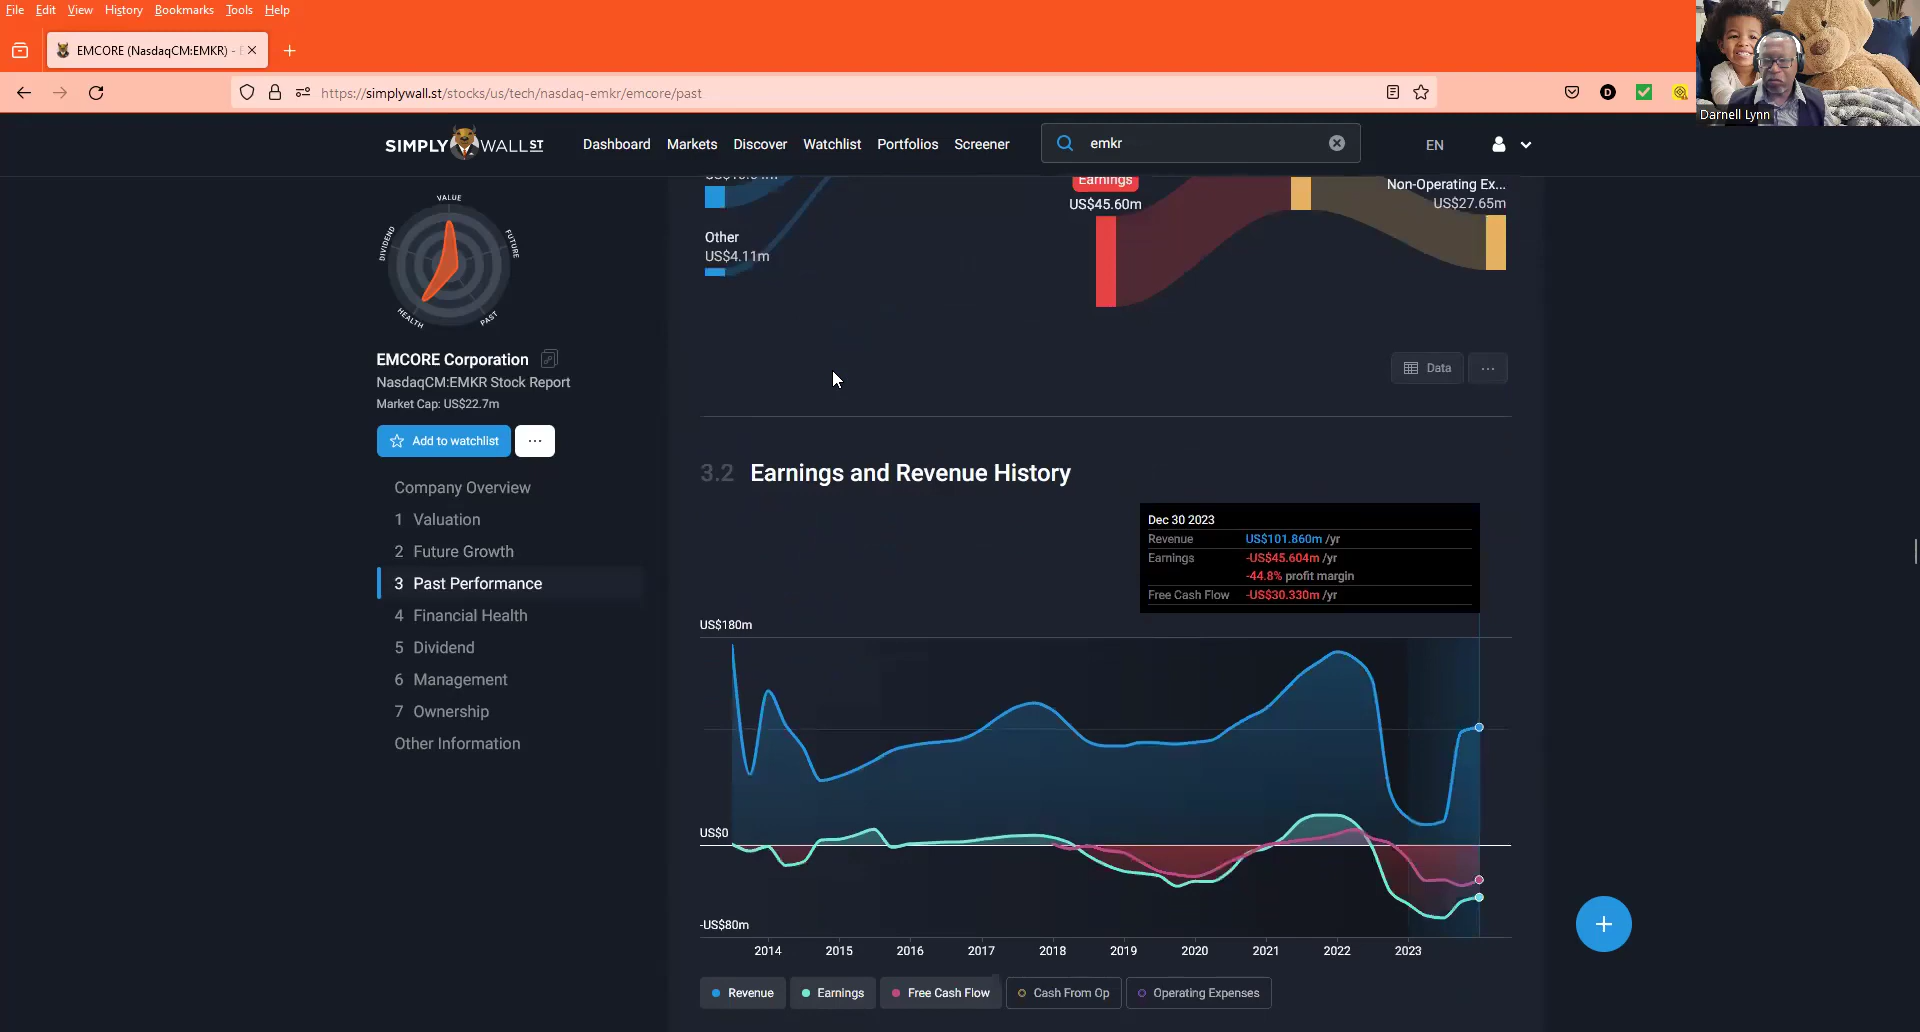 File Edit View History Bookmarks Tools Help
EMCORE (NasdaqCM:EMKR) -
https://simplywall.st/stocks/us/tech/nasdaq-emkr/emcore/past
Darnell Lynn
SIMPLY WALL ST
Dashboard Markets Discover Watchlist Portfolios Screener
emkr
EN
VALUE
FUTURE
PAST
HEALTH
DIVIDEND
EMCORE Corporation
NasdaqCM:EMKR Stock Report
Market Cap: US$22.7m
Add to watchlist
Company Overview
1 Valuation
2 Future Growth
3 Past Performance
4 Financial Health
5 Dividend
6 Management
7 Ownership
Other Information
Other
US$4.11m
Earnings
US$45.60m
Non-Operating Ex...
US$27.65m
Data
3.2 Earnings and Revenue History
Dec 30 2023
Revenue US$101.860m /yr
Earnings -US$45.604m /yr
-44.8% profit margin
Free Cash Flow -US$30.330m /yr
US$180m
US$0
-US$80m
2014 2015 2016 2017 2018 2019 2020 2021 2022 2023
Revenue Earnings Free Cash Flow Cash From Op Operating Expenses